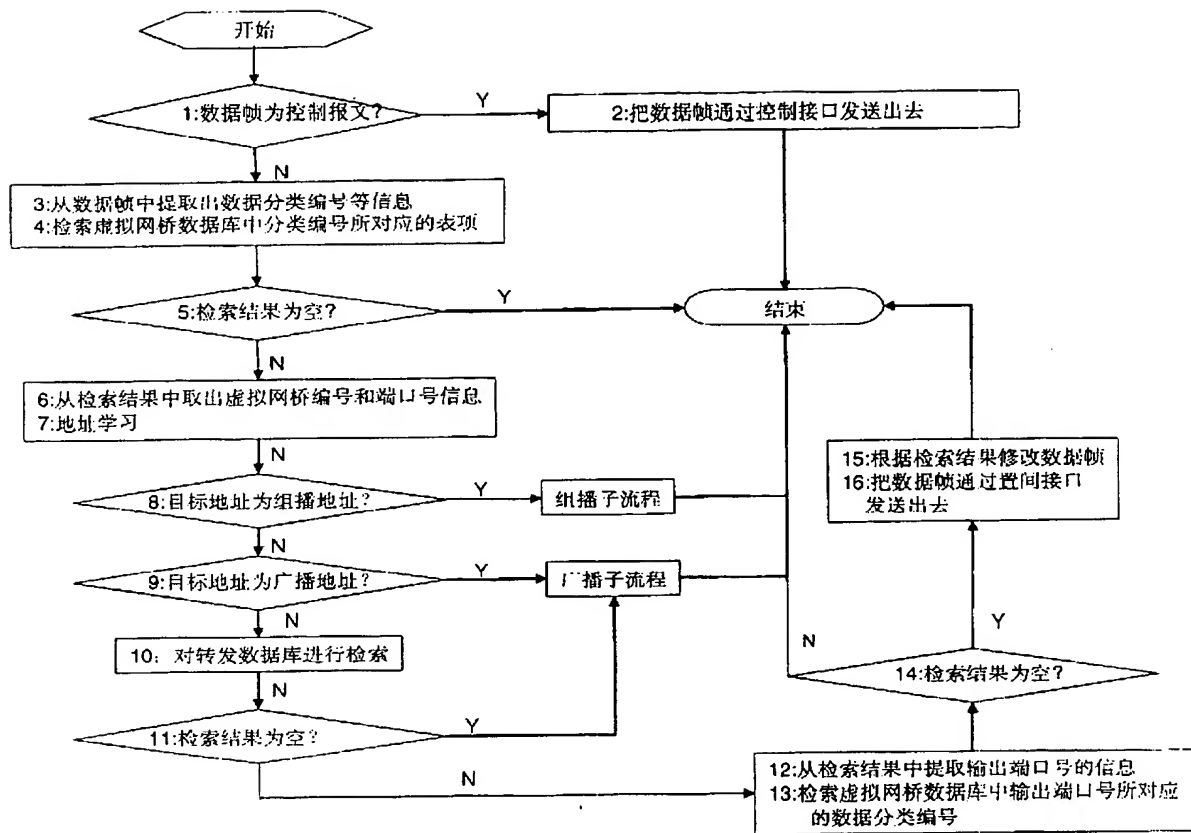 开始
1:数据帧为控制报文?
Y
2:把数据帧通过控制接口发送出去
N
3:从数据帧中提取出数据分类编号等信息
4:检索虚拟网桥数据库中分类编号所对应的表项
5:检索结果为空?
Y
结束
N
6:从检索结果中取出虚拟网桥编号和端口号信息
7:地址学习
N
8:目标地址为组播地址?
Y
组播子流程
15:根据检索结果修改数据帧
16:把数据帧通过置间接口
发送出去
N
9:目标地址为广播地址?
Y
广播子流程
N
10: 对转发数据库进行检索
N
Y
N
14:检索结果为空?
11:检索结果为空?
Y
N
12:从检索结果中提取输出端口号的信息
13:检索虚拟网桥数据库中输出端口号所对应
的数据分类编号